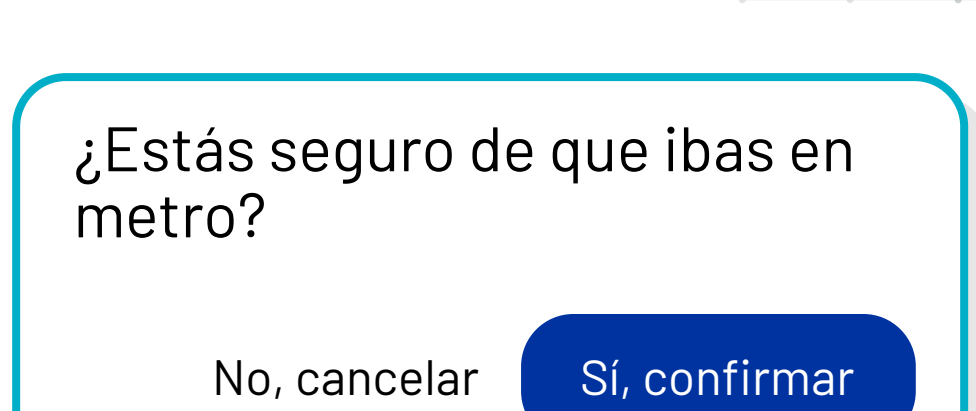 ¿Estás seguro de que ibas en
metro?
No, cancelar
Sí, confirmar